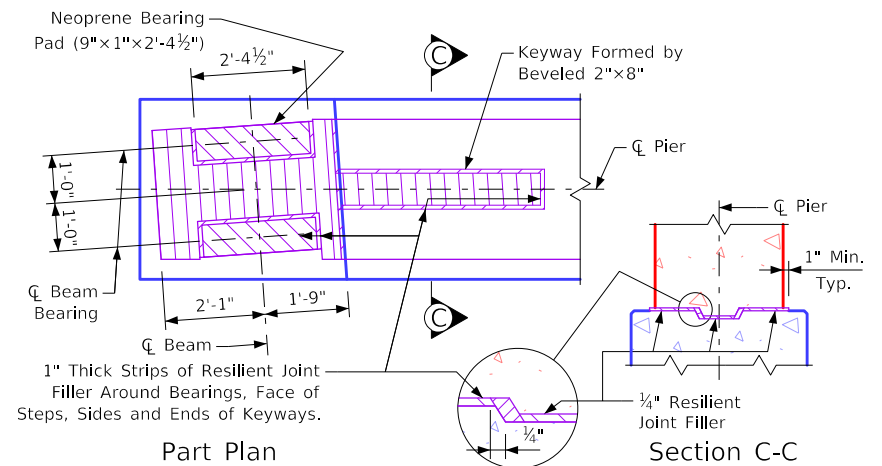 Neoprene Bearing
Pad (9"×1"×2'-4½")
2'-4½"
C
Keyway Formed by
Beveled 2"×8"
℄ Pier
1'-0"
1'-0"
℄ Pier
1" Min.
Typ.
℄ Beam
Bearing
2'-1"
1'-9"
C
℄ Beam
1" Thick Strips of Resilient Joint
Filler Around Bearings, Face of
Steps, Sides and Ends of Keyways.
¼"
¼" Resilient
Joint Filler
Part Plan
Section C-C